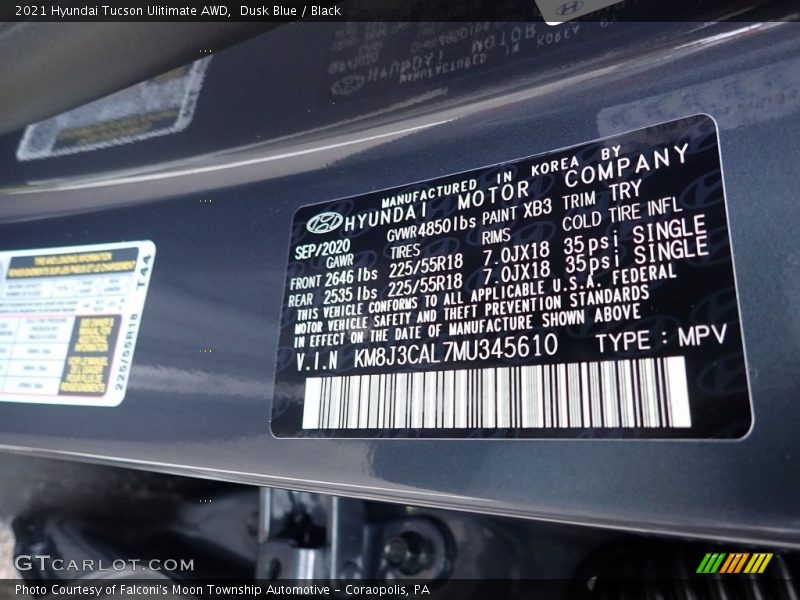 2021 Hyundai Tucson Ulitimate AWD, Dusk Blue / Black
MANUFACTURED IN KOREA BY
HYUNDAI MOTOR COMPANY
SEP/2020 GVWR 4850 lbs PAINT XB3 TRIM TRY
GAWR TIRES RIMS COLD TIRE INFL
FRONT 2646 lbs 225/55R18 7.0JX18 35psi SINGLE
REAR 2535 lbs 225/55R18 7.0JX18 35psi SINGLE
THIS VEHICLE CONFORMS TO ALL APPLICABLE U.S.A. FEDERAL
MOTOR VEHICLE SAFETY AND THEFT PREVENTION STANDARDS
IN EFFECT ON THE DATE OF MANUFACTURE SHOWN ABOVE
V.I.N KM8J3CAL7MU345610 TYPE : MPV
T44
225/55R18
GTCARLOT.COM
Photo Courtesy of Falconi's Moon Township Automotive - Coraopolis, PA